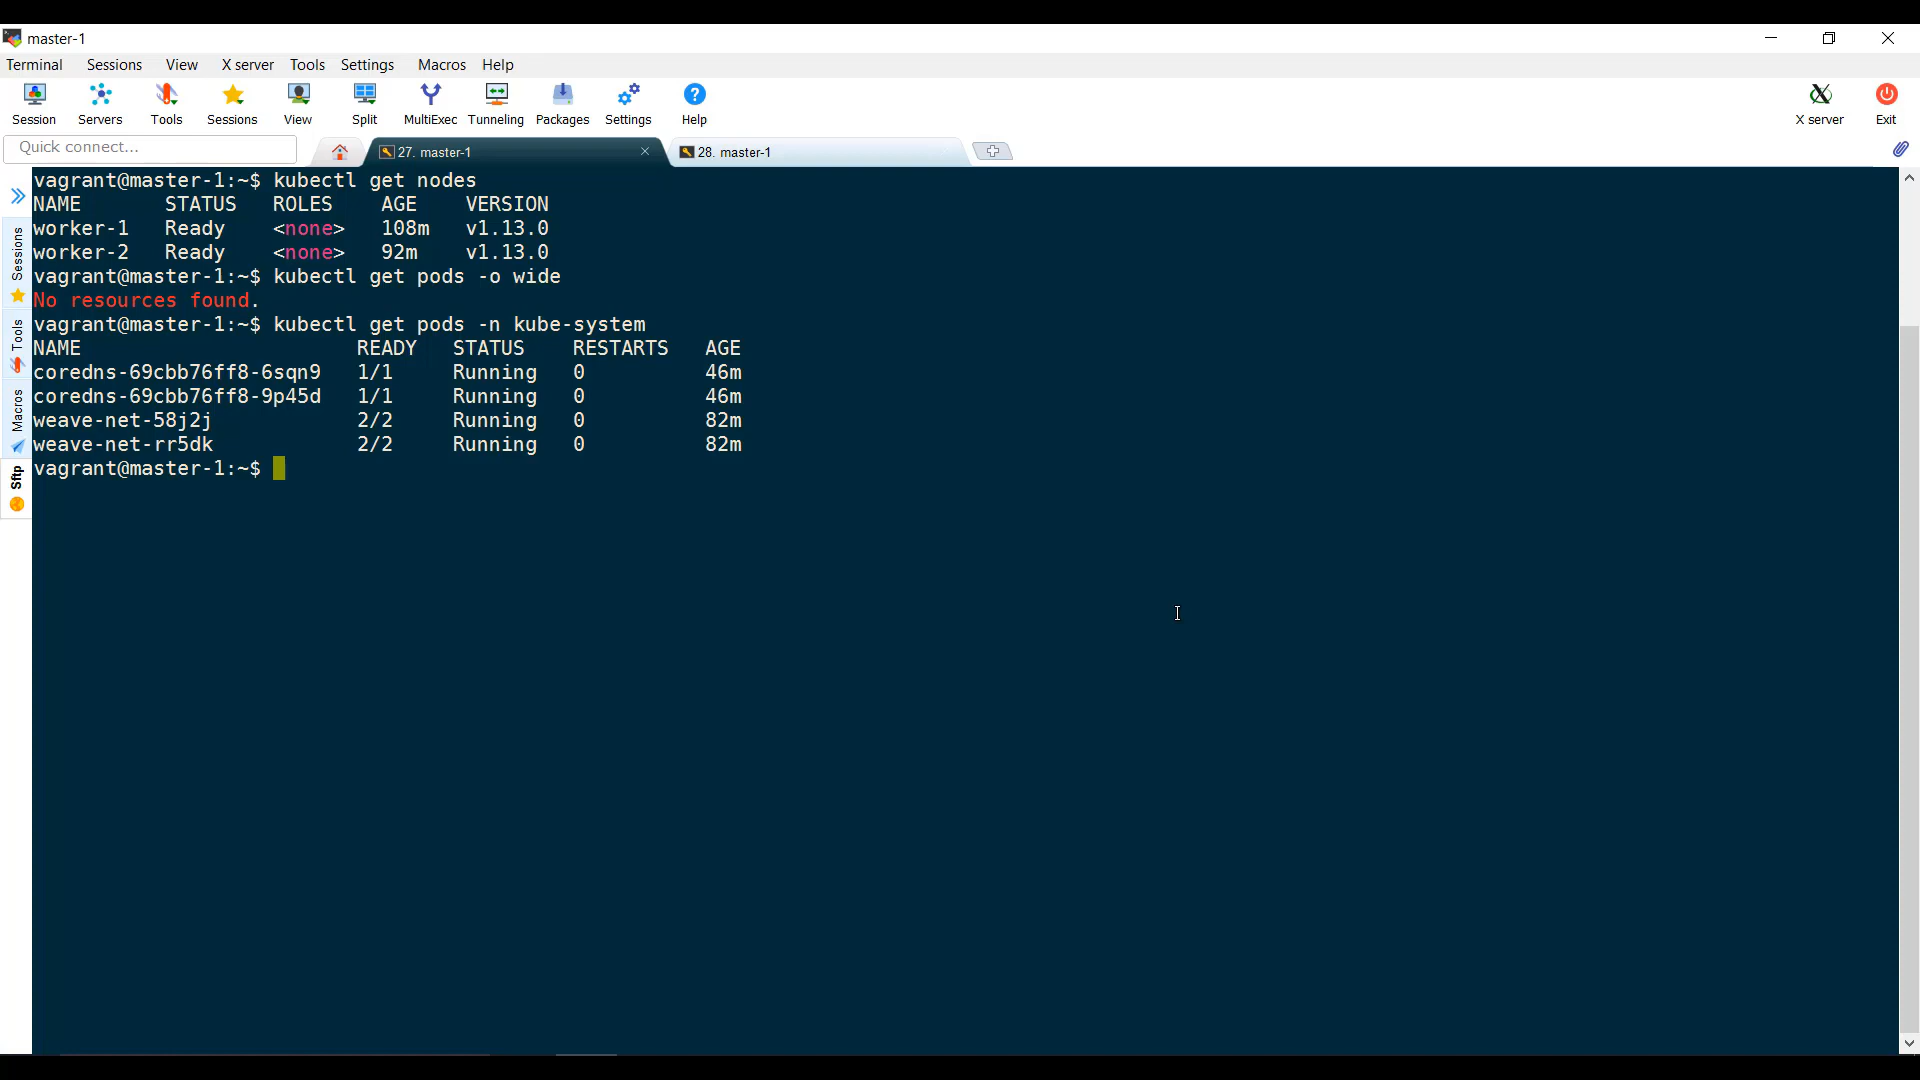 master-1
Terminal Sessions View X server Tools Settings Macros Help
Session Servers Tools Sessions View Split MultiExec Tunneling Packages Settings Help X server Exit
Quick connect... 27. master-1 28. master-1
vagrant@master-1:~$ kubectl get nodes
NAME STATUS ROLES AGE VERSION
worker-1 Ready <none> 108m v1.13.0
worker-2 Ready <none> 92m v1.13.0
vagrant@master-1:~$ kubectl get pods -o wide
No resources found.
vagrant@master-1:~$ kubectl get pods -n kube-system
NAME READY STATUS RESTARTS AGE
coredns-69cbb76ff8-6sqn9 1/1 Running 0 46m
coredns-69cbb76ff8-9p45d 1/1 Running 0 46m
weave-net-58j2j 2/2 Running 0 82m
weave-net-rr5dk 2/2 Running 0 82m
vagrant@master-1:~$
Sessions
Tools
Macros
Sftp